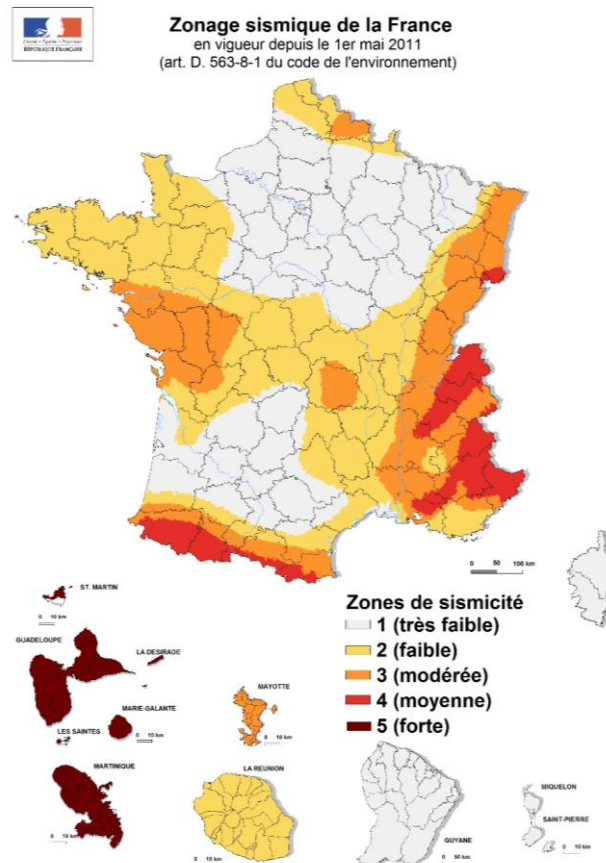 Liberté • Égalité • Fraternité
RÉPUBLIQUE FRANÇAISE
Zonage sismique de la France
en vigueur depuis le 1er mai 2011
(art. D. 563-8-1 du code de l'environnement)
0 50 100 km
ST. MARTIN
0 10 km
GUADELOUPE
LA DESIRADE
MARIE-GALANTE
0 10 km
LES SAINTES
MAYOTTE
0 10 km
Zones de sismicité
1 (très faible)
2 (faible)
3 (modérée)
4 (moyenne)
5 (forte)
MARTINIQUE
0 10 km
LA REUNION
0 10 km
GUYANE
0 50 km
MIQUELON
SAINT-PIERRE
0 10 km